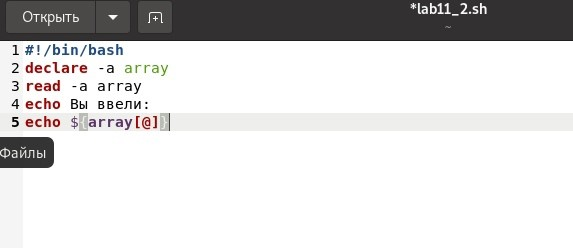 Открыть
*lab11_2.sh
~
1 #!/bin/bash
2 declare -a array
3 read -a array
4 echo Вы ввели:
5 echo ${array[@]}
Файлы